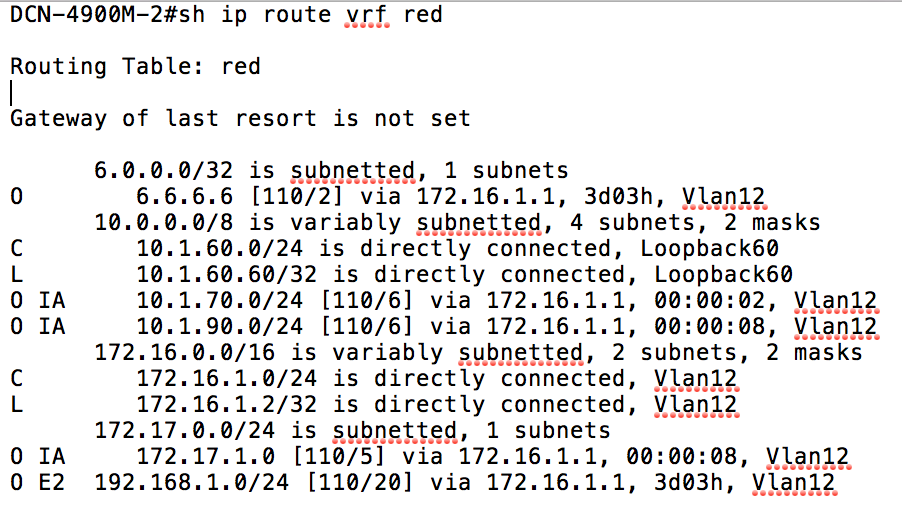 DCN-4900M-2#sh ip route vrf red
Routing Table: red
Gateway of last resort is not set
6.0.0.0/32 is subnetted, 1 subnets
O 6.6.6.6 [110/2] via 172.16.1.1, 3d03h, Vlan12
10.0.0.0/8 is variably subnetted, 4 subnets, 2 masks
C 10.1.60.0/24 is directly connected, Loopback60
L 10.1.60.60/32 is directly connected, Loopback60
O IA 10.1.70.0/24 [110/6] via 172.16.1.1, 00:00:02, Vlan12
O IA 10.1.90.0/24 [110/6] via 172.16.1.1, 00:00:08, Vlan12
172.16.0.0/16 is variably subnetted, 2 subnets, 2 masks
C 172.16.1.0/24 is directly connected, Vlan12
L 172.16.1.2/32 is directly connected, Vlan12
172.17.0.0/24 is subnetted, 1 subnets
O IA 172.17.1.0 [110/5] via 172.16.1.1, 00:00:08, Vlan12
O E2 192.168.1.0/24 [110/20] via 172.16.1.1, 3d03h, Vlan12